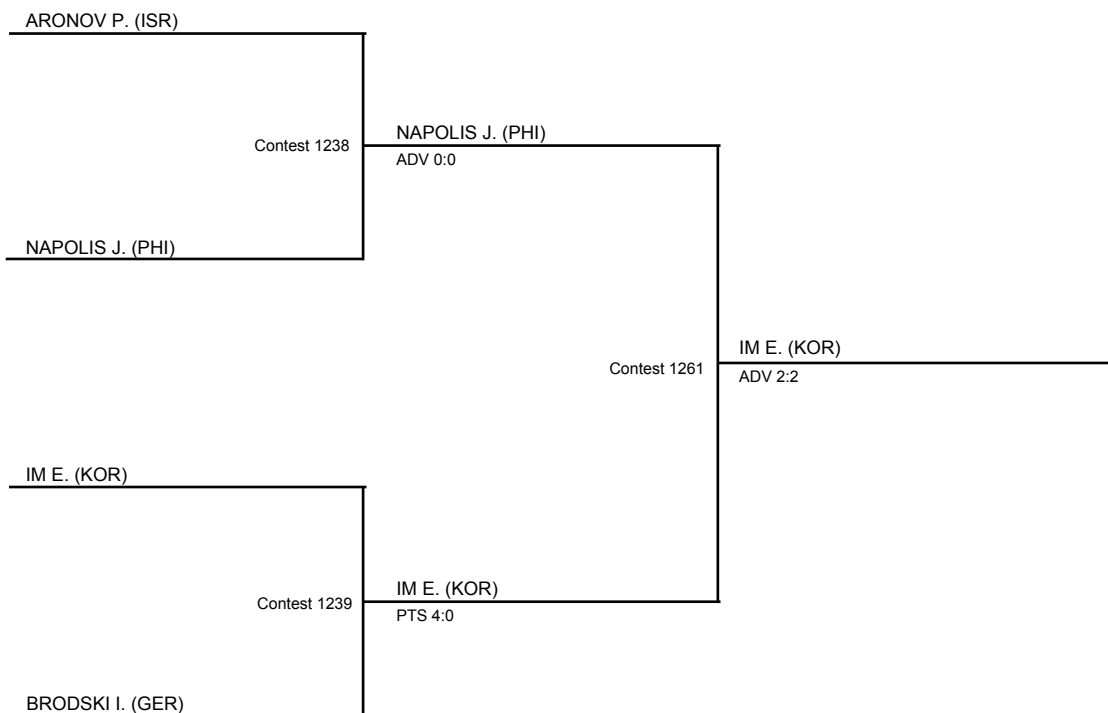 ARONOV P. (ISR)
Contest 1238
NAPOLIS J. (PHI)
ADV 0:0
NAPOLIS J. (PHI)
Contest 1261
IM E. (KOR)
ADV 2:2
IM E. (KOR)
Contest 1239
IM E. (KOR)
PTS 4:0
BRODSKI I. (GER)